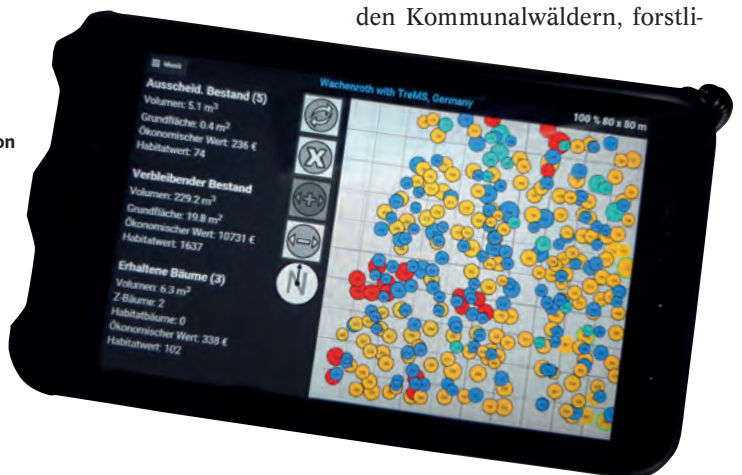 den Kommunalwäldern, forstli-
on
Menü
Wachenroth with TreMS, Germany
100 % 80 x 80 m
Ausscheid. Bestand (5)
Volumen: 5.1 m³
Grundfläche: 0.4 m²
Ökonomischer Wert: 236 €
Habitatwert: 74
Verbleibender Bestand
Volumen: 229.2 m³
Grundfläche: 19.8 m²
Ökonomischer Wert: 10731 €
Habitatwert: 1637
Erhaltene Bäume (3)
Volumen: 6.3 m³
Z-Bäume: 2
Habitatbäume: 0
Ökonomischer Wert: 338 €
Habitatwert: 102
N